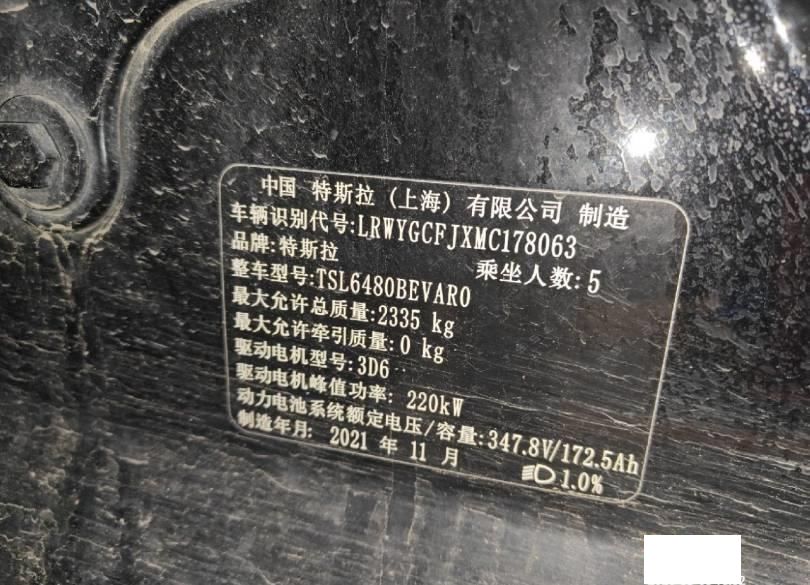 中国 特斯拉(上海)有限公司 制造
车辆识别代号:LRWYGCFJXMC178063
品牌:特斯拉 乘坐人数:5
整车型号:TSL6480BEVAR0
最大允许总质量:2335 kg
最大允许牵引质量:0 kg
驱动电机型号:3D6
驱动电机峰值功率: 220kW
动力电池系统额定电压/容量:347.8V/172.5Ah
制造年月: 2021 年 11 月 1.0%